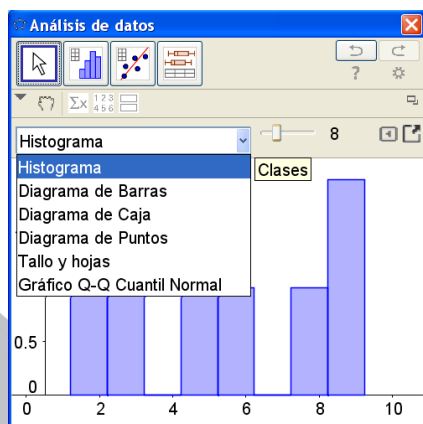 Análisis de datos
?
Σx 123 456
Histograma 8
Histograma
Clases
Diagrama de Barras
Diagrama de Caja
Diagrama de Puntos
Tallo y hojas
Gráfico Q-Q Cuantil Normal
0.5
0
0 2 4 6 8 10